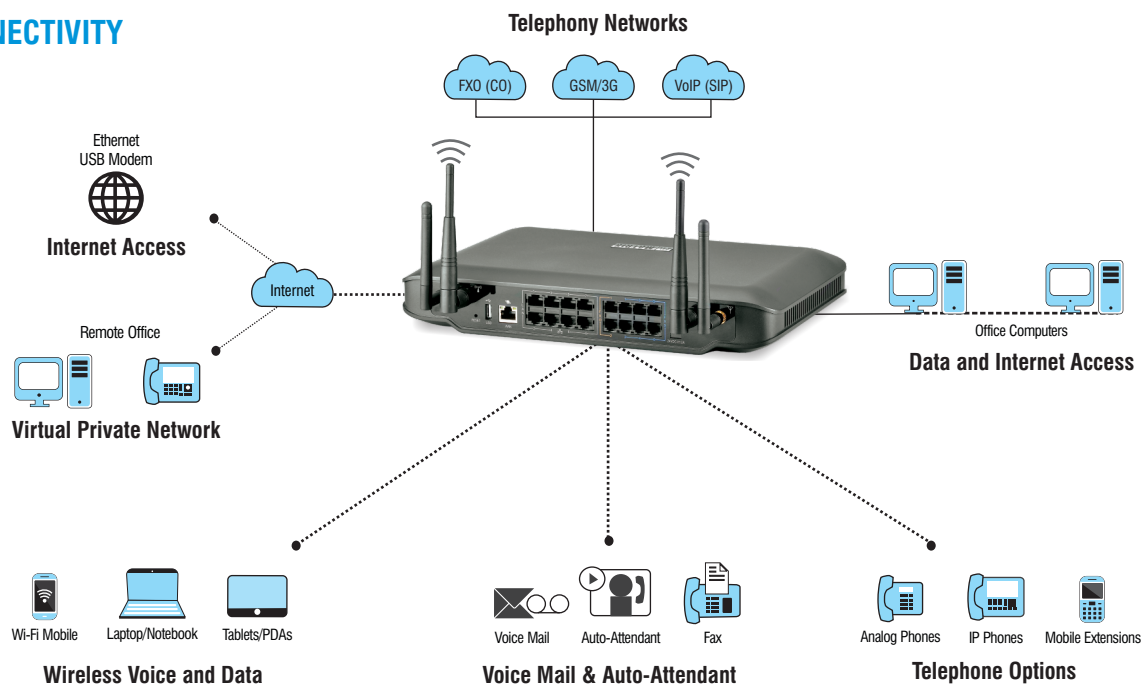 NECTIVITY
Telephony Networks
FXO (CO)
GSM/3G
VoIP (SIP)
Ethernet
USB Modem
Internet Access
Internet
Remote Office
Virtual Private Network
Office Computers
Data and Internet Access
Wi-Fi Mobile
Laptop/Notebook
Tablets/PDAs
Wireless Voice and Data
Voice Mail
Auto-Attendant
Fax
Voice Mail & Auto-Attendant
Analog Phones
IP Phones
Mobile Extensions
Telephone Options